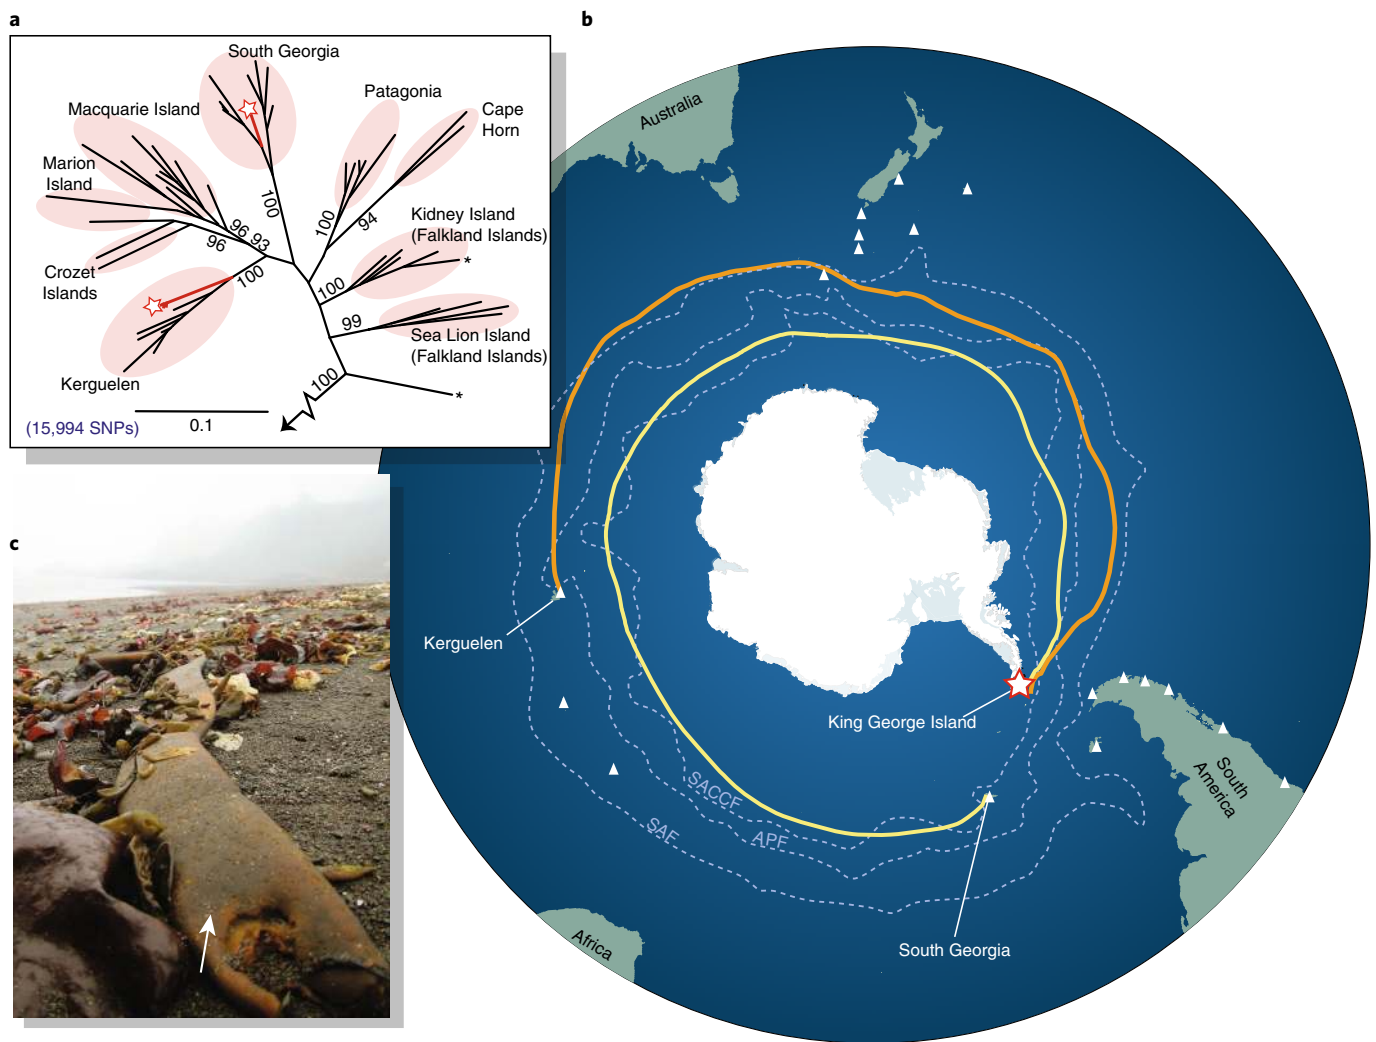 a
South Georgia
Macquarie Island
Patagonia
Cape
Horn
Marion
Island
Kidney Island
(Falkland Islands)
*
Crozet
Islands
Sea Lion Island
(Falkland Islands)
Kerguelen
*
100
100
94
96
93
96
100
100
99
100
0.1
(15,994 SNPs)
b
Australia
Kerguelen
King George Island
South
America
SACCF
SAF
APF
South Georgia
Africa
c